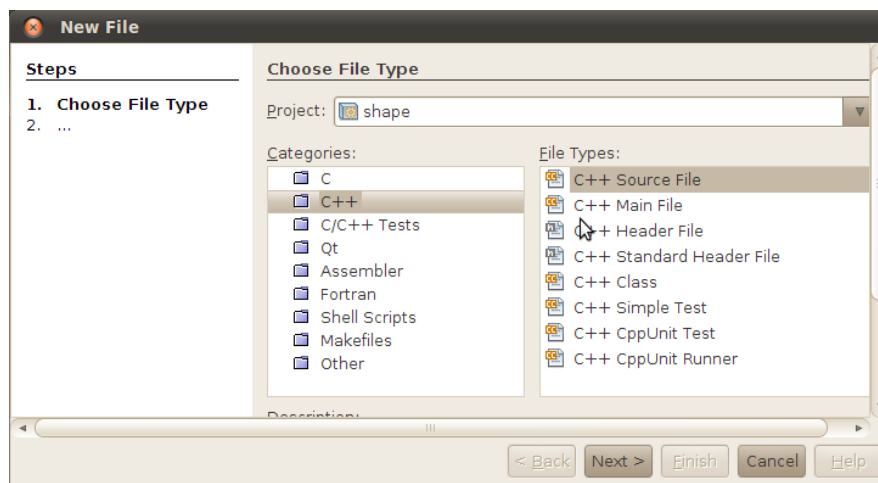 New File
Steps
1. Choose File Type
2. ...
Choose File Type
Project: shape
Categories:
C
C++
C/C++ Tests
Qt
Assembler
Fortran
Shell Scripts
Makefiles
Other
File Types:
C++ Source File
C++ Main File
C++ Header File
C++ Standard Header File
C++ Class
C++ Simple Test
C++ CppUnit Test
C++ CppUnit Runner
Description:
< Back Next > Finish Cancel Help